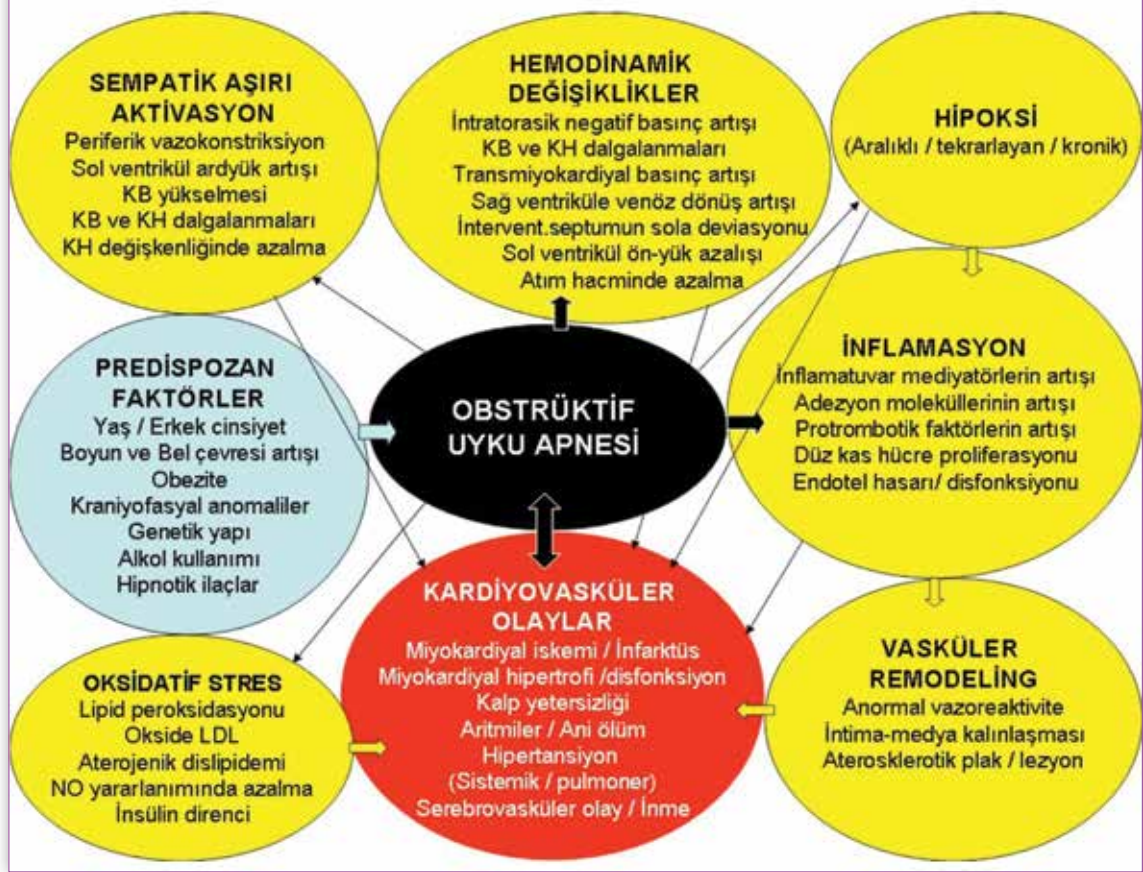 SEMPATİK AŞIRI
AKTİVASYON
Periferik vazokonstriksiyon
Sol ventrikül ardyük artışı
KB yükselmesi
KB ve KH dalgalanmaları
KH değişkenliğinde azalma
HEMODİNAMİK
DEĞİŞİKLİKLER
İntratorasik negatif basınç artışı
KB ve KH dalgalanmaları
Transmiyokardiyal basınç artışı
Sağ ventriküle venöz dönüş artışı
İntervent.septumun sola deviasyonu
Sol ventrikül ön-yük azalışı
Atım hacminde azalma
HİPOKSİ
(Aralıklı / tekrarlayan / kronik)
PREDİSPOZAN
FAKTÖRLER
Yaş / Erkek cinsiyet
Boyun ve Bel çevresi artışı
Obezite
Kraniyofasyal anomaliler
Genetik yapı
Alkol kullanımı
Hipnotik ilaçlar
OBSTRÜKTİF
UYKU APNESİ
İNFLAMASYON
İnflamatuvar mediyatörlerin artışı
Adezyon moleküllerinin artışı
Protrombotik faktörlerin artışı
Düz kas hücre proliferasyonu
Endotel hasarı/ disfonksiyonu
OKSİDATİF STRES
Lipid peroksidasyonu
Okside LDL
Aterojenik dislipidemi
NO yararlanımında azalma
İnsülin direnci
KARDİYOVASKÜLER
OLAYLAR
Miyokardiyal iskemi / İnfarktüs
Miyokardiyal hipertrofi /disfonksiyon
Kalp yetersizliği
Aritmiler / Ani ölüm
Hipertansiyon
(Sistemik / pulmoner)
Serebrovasküler olay / İnme
VASKÜLER
REMODELİNG
Anormal vazoreaktivite
İntima-medya kalınlaşması
Aterosklerotik plak / lezyon